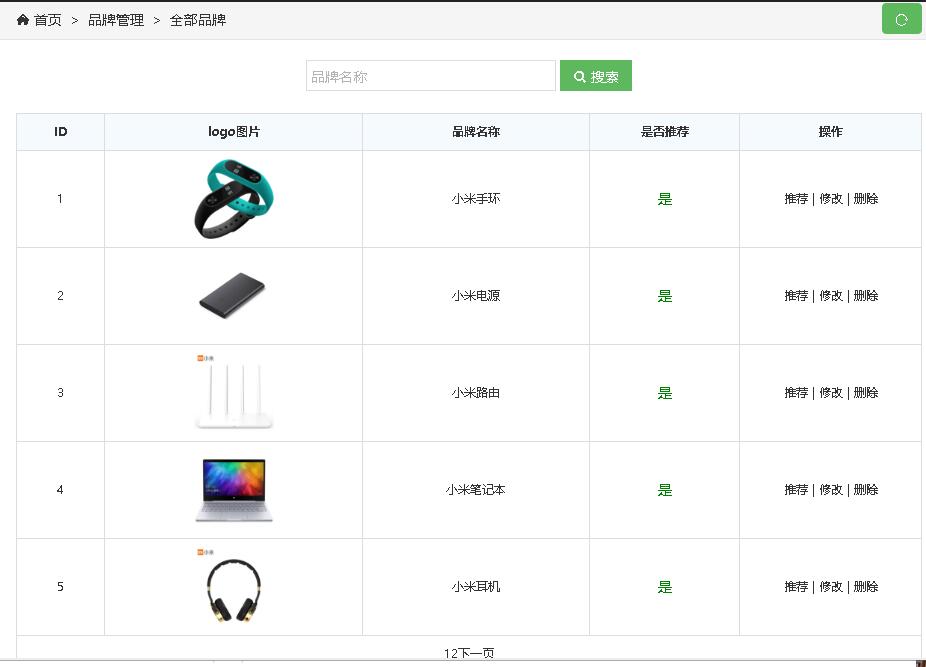 首页 > 品牌管理 > 全部品牌
品牌名称 搜索
ID logo图片 品牌名称 是否推荐 操作
1 小米手环 是 推荐 | 修改 | 删除
2 小米电源 是 推荐 | 修改 | 删除
小米
3 小米路由 是 推荐 | 修改 | 删除
4 小米笔记本 是 推荐 | 修改 | 删除
小米
5 小米耳机 是 推荐 | 修改 | 删除
12下一页